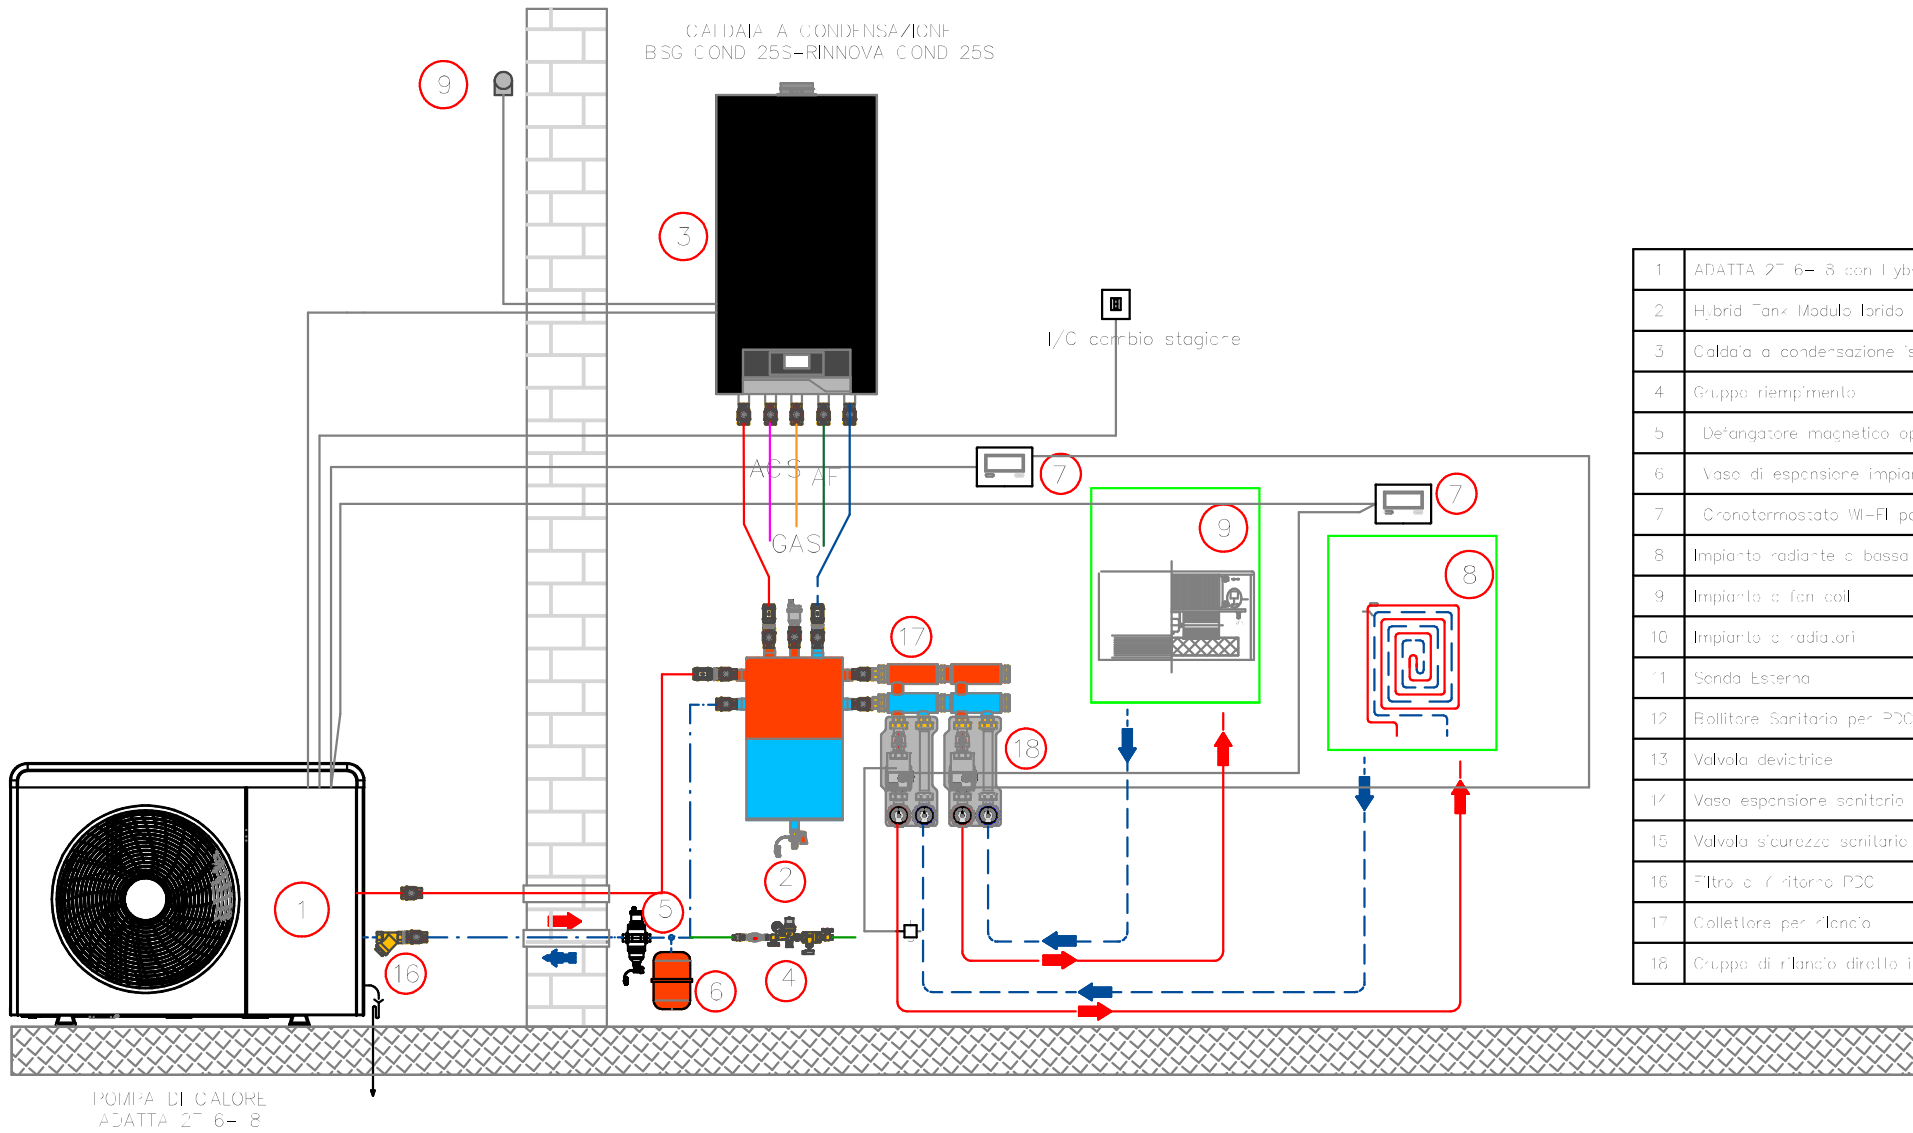 CALDAIA A CONDENSAZIONE
BSG COND 25S-RINNOVA COND 25S
9
3
I/C cambio stagione
ACS
AF
7
7
GAS
9
8
17
18
2
1
5
16
6
4
POMPA DI CALORE
ADATTA 2T 6- 8
1 ADATTA 2T 6- 8 con
2 Hybrid Tank Modulo Ibrido
3 Caldaia a condensazione
4 Gruppo riempimento
5 Defangatore magnetico
6 Vaso di espansione
7 Cronotermostato WI-FI
8 Impianto radiante a bassa
9 Impianto a fan coil
10 Impianto a radiatori
11 Sonda Esterna
12 Bollitore Sanitario per PDC
13 Valvola deviatrice
14 Vaso espansione sanitario
15 Valvola sicurezza sanitario
16 Filtro a Y ritorno PDC
17 Collettore per rilancio
18 Gruppo di rilancio diretto